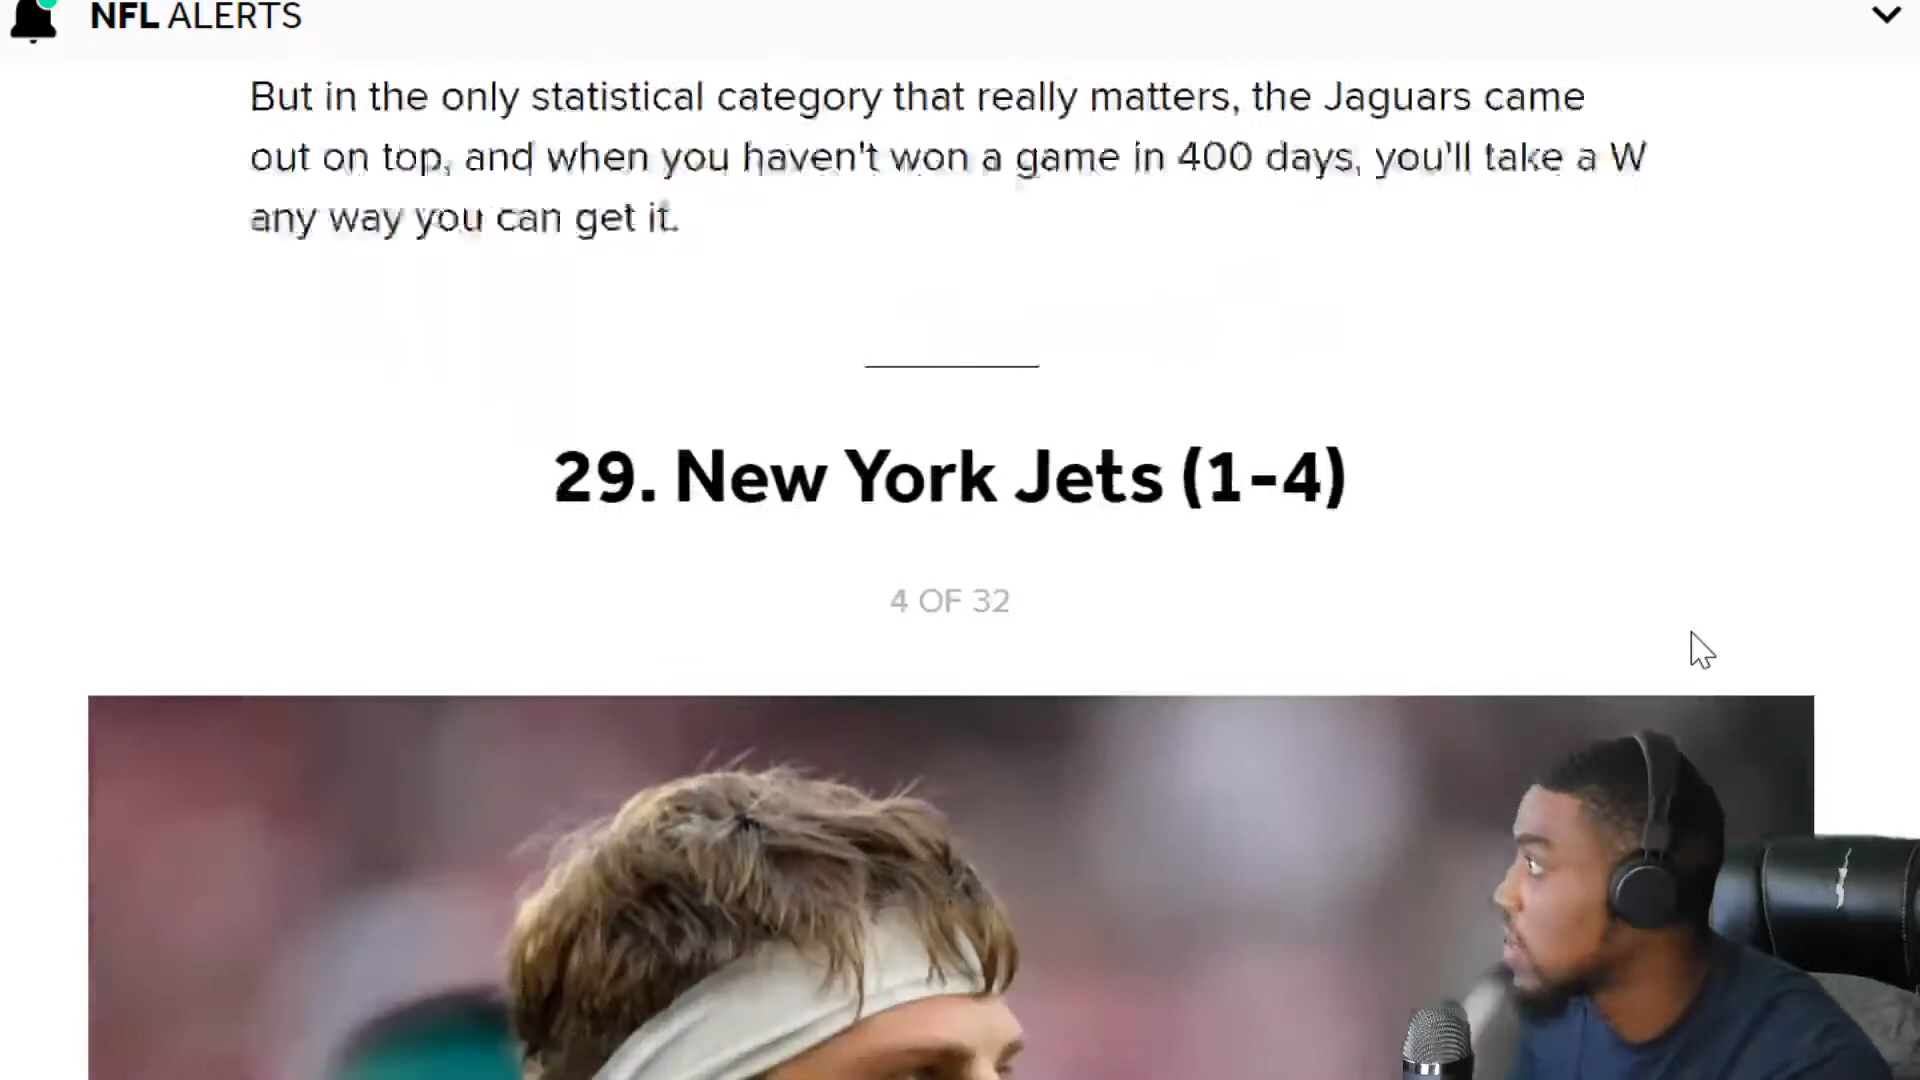 NFL ALERTS
But in the only statistical category that really matters, the Jaguars came
out on top, and when you haven't won a game in 400 days, you'll take a W
any way you can get it.
29. New York Jets (1-4)
4 OF 32